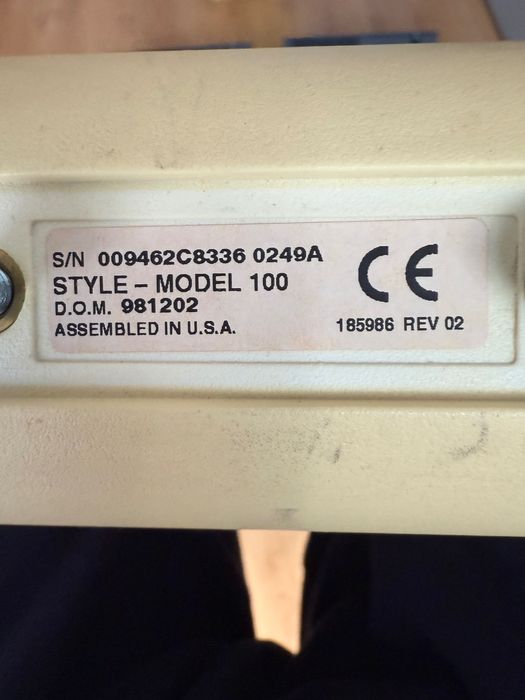 S/N 009462C8336 0249A
STYLE – MODEL 100
D.O.M. 981202
ASSEMBLED IN U.S.A.
CE
185986 REV 02